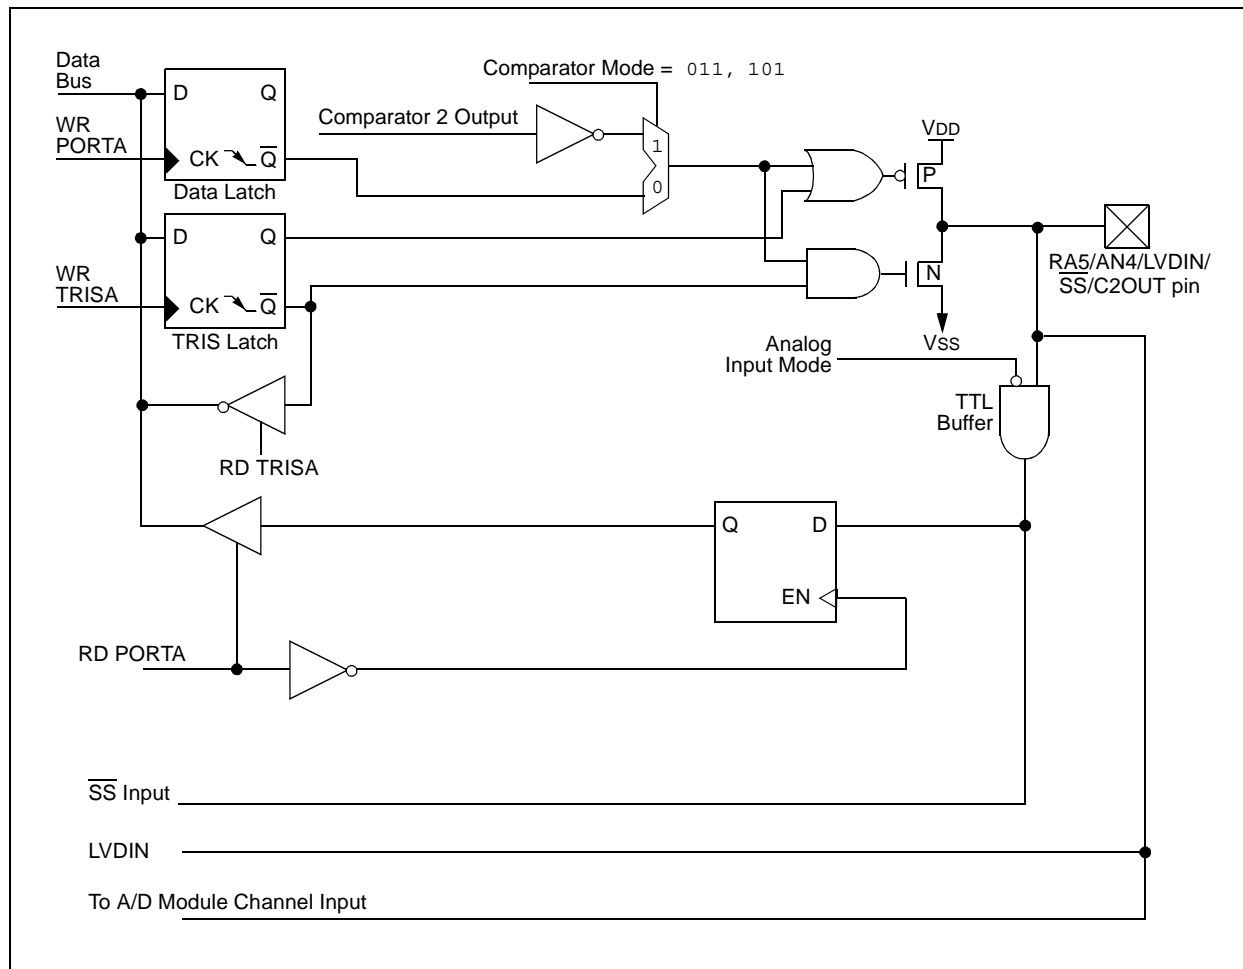 Data
Bus
WR
PORTA
D
Q
CK
Q̅
Data Latch
Comparator Mode = 011, 101
Comparator 2 Output
1
0
VDD
P
N
VSS
RA5/AN4/LVDIN/
S̅S̅/C2OUT pin
WR
TRISA
D
Q
CK
Q̅
TRIS Latch
Analog
Input Mode
TTL
Buffer
RD TRISA
Q
D
EN
RD PORTA
S̅S̅ Input
LVDIN
To A/D Module Channel Input